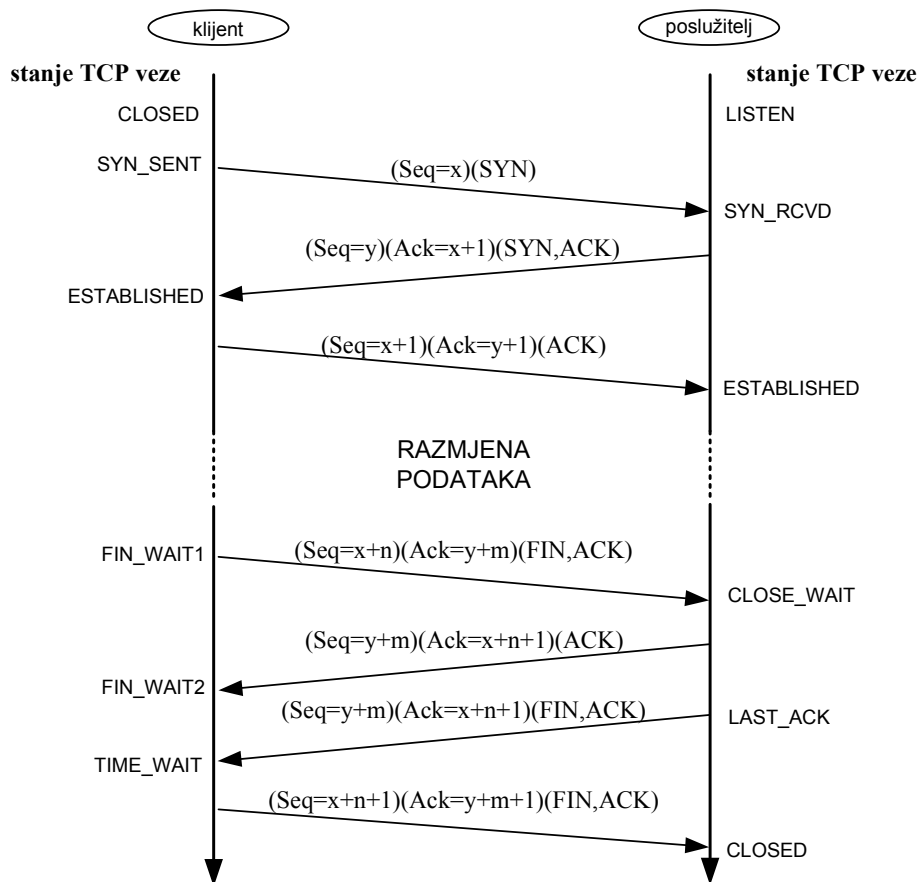 klijent
poslužitelj
stanje TCP veze
stanje TCP veze
CLOSED
LISTEN
SYN_SENT
(Seq=x)(SYN)
SYN_RCVD
(Seq=y)(Ack=x+1)(SYN,ACK)
ESTABLISHED
(Seq=x+1)(Ack=y+1)(ACK)
ESTABLISHED
RAZMJENA
PODATAKA
FIN_WAIT1
(Seq=x+n)(Ack=y+m)(FIN,ACK)
CLOSE_WAIT
(Seq=y+m)(Ack=x+n+1)(ACK)
FIN_WAIT2
(Seq=y+m)(Ack=x+n+1)(FIN,ACK)
LAST_ACK
TIME_WAIT
(Seq=x+n+1)(Ack=y+m+1)(FIN,ACK)
CLOSED